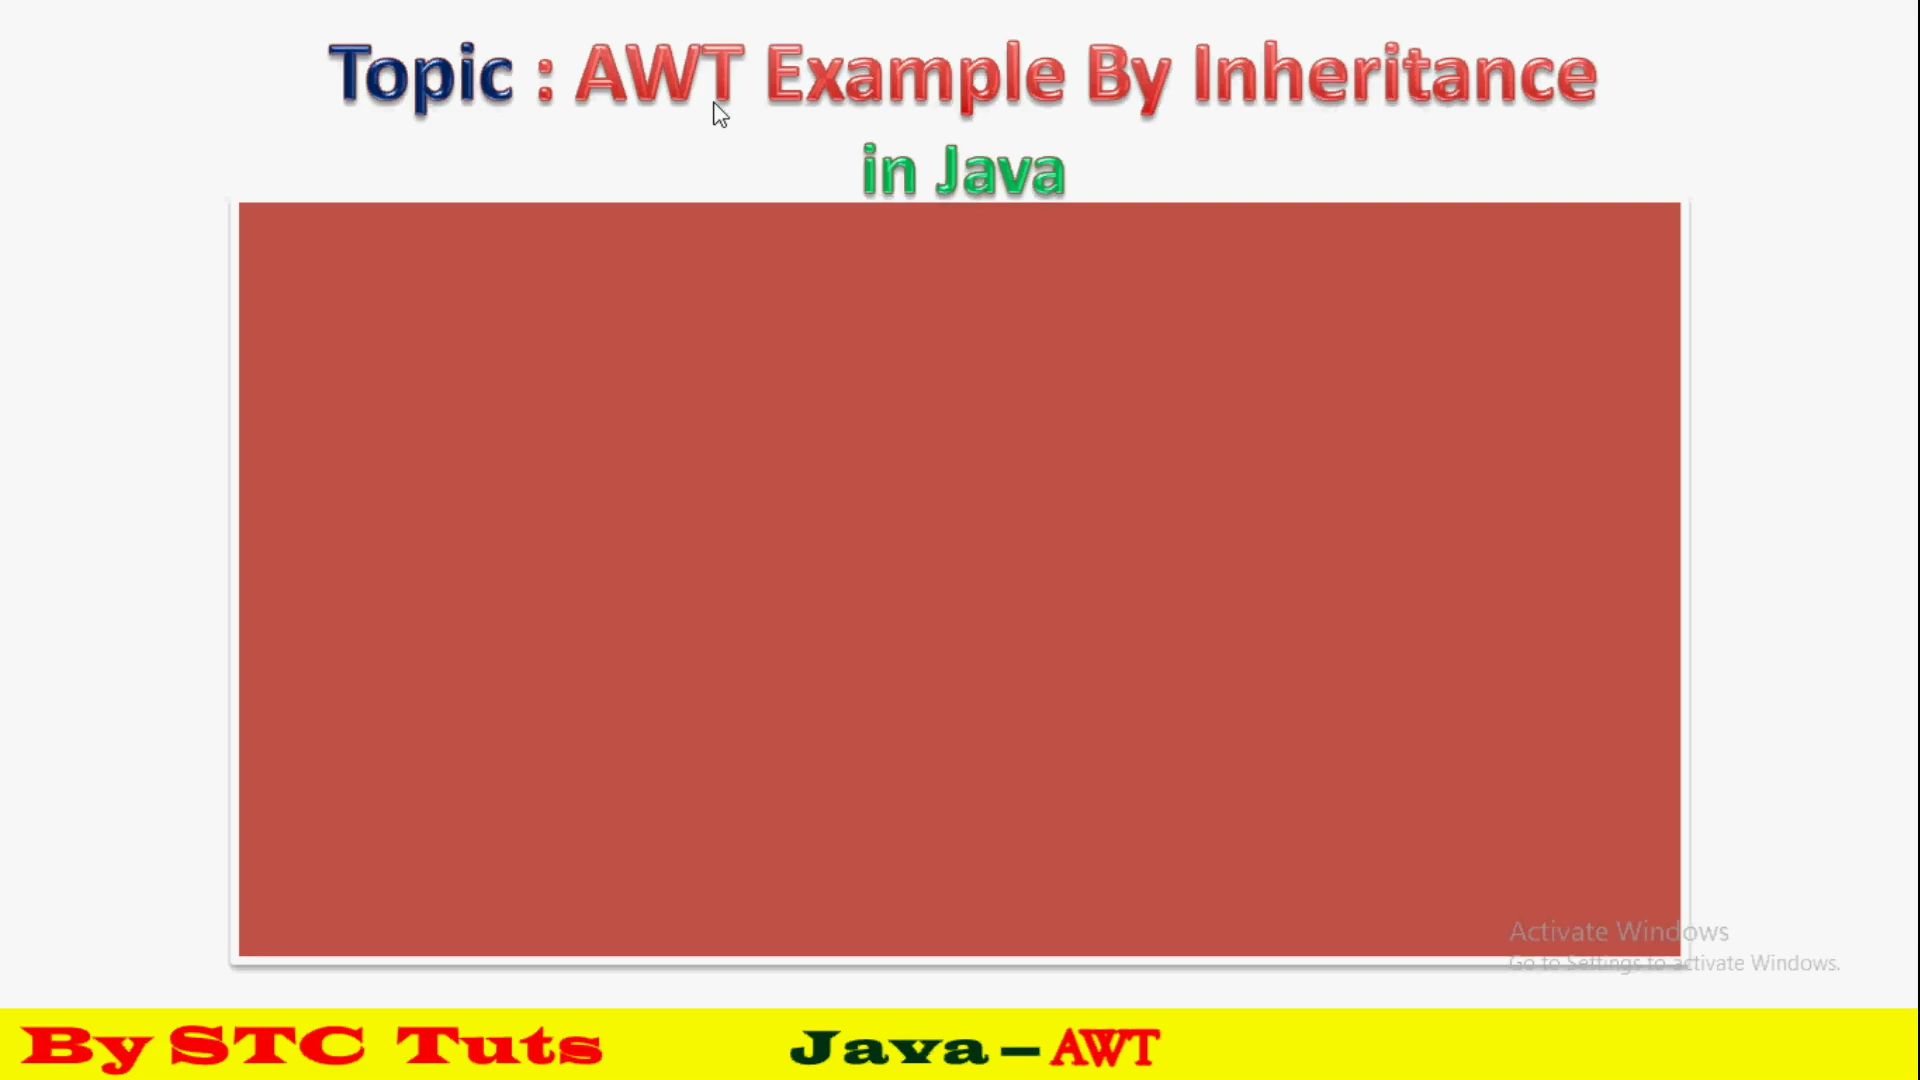 Topic : AWT Example By Inheritance
in Java
Activate Windows
Go to Settings to activate Windows.
By STC Tuts
Java – AWT